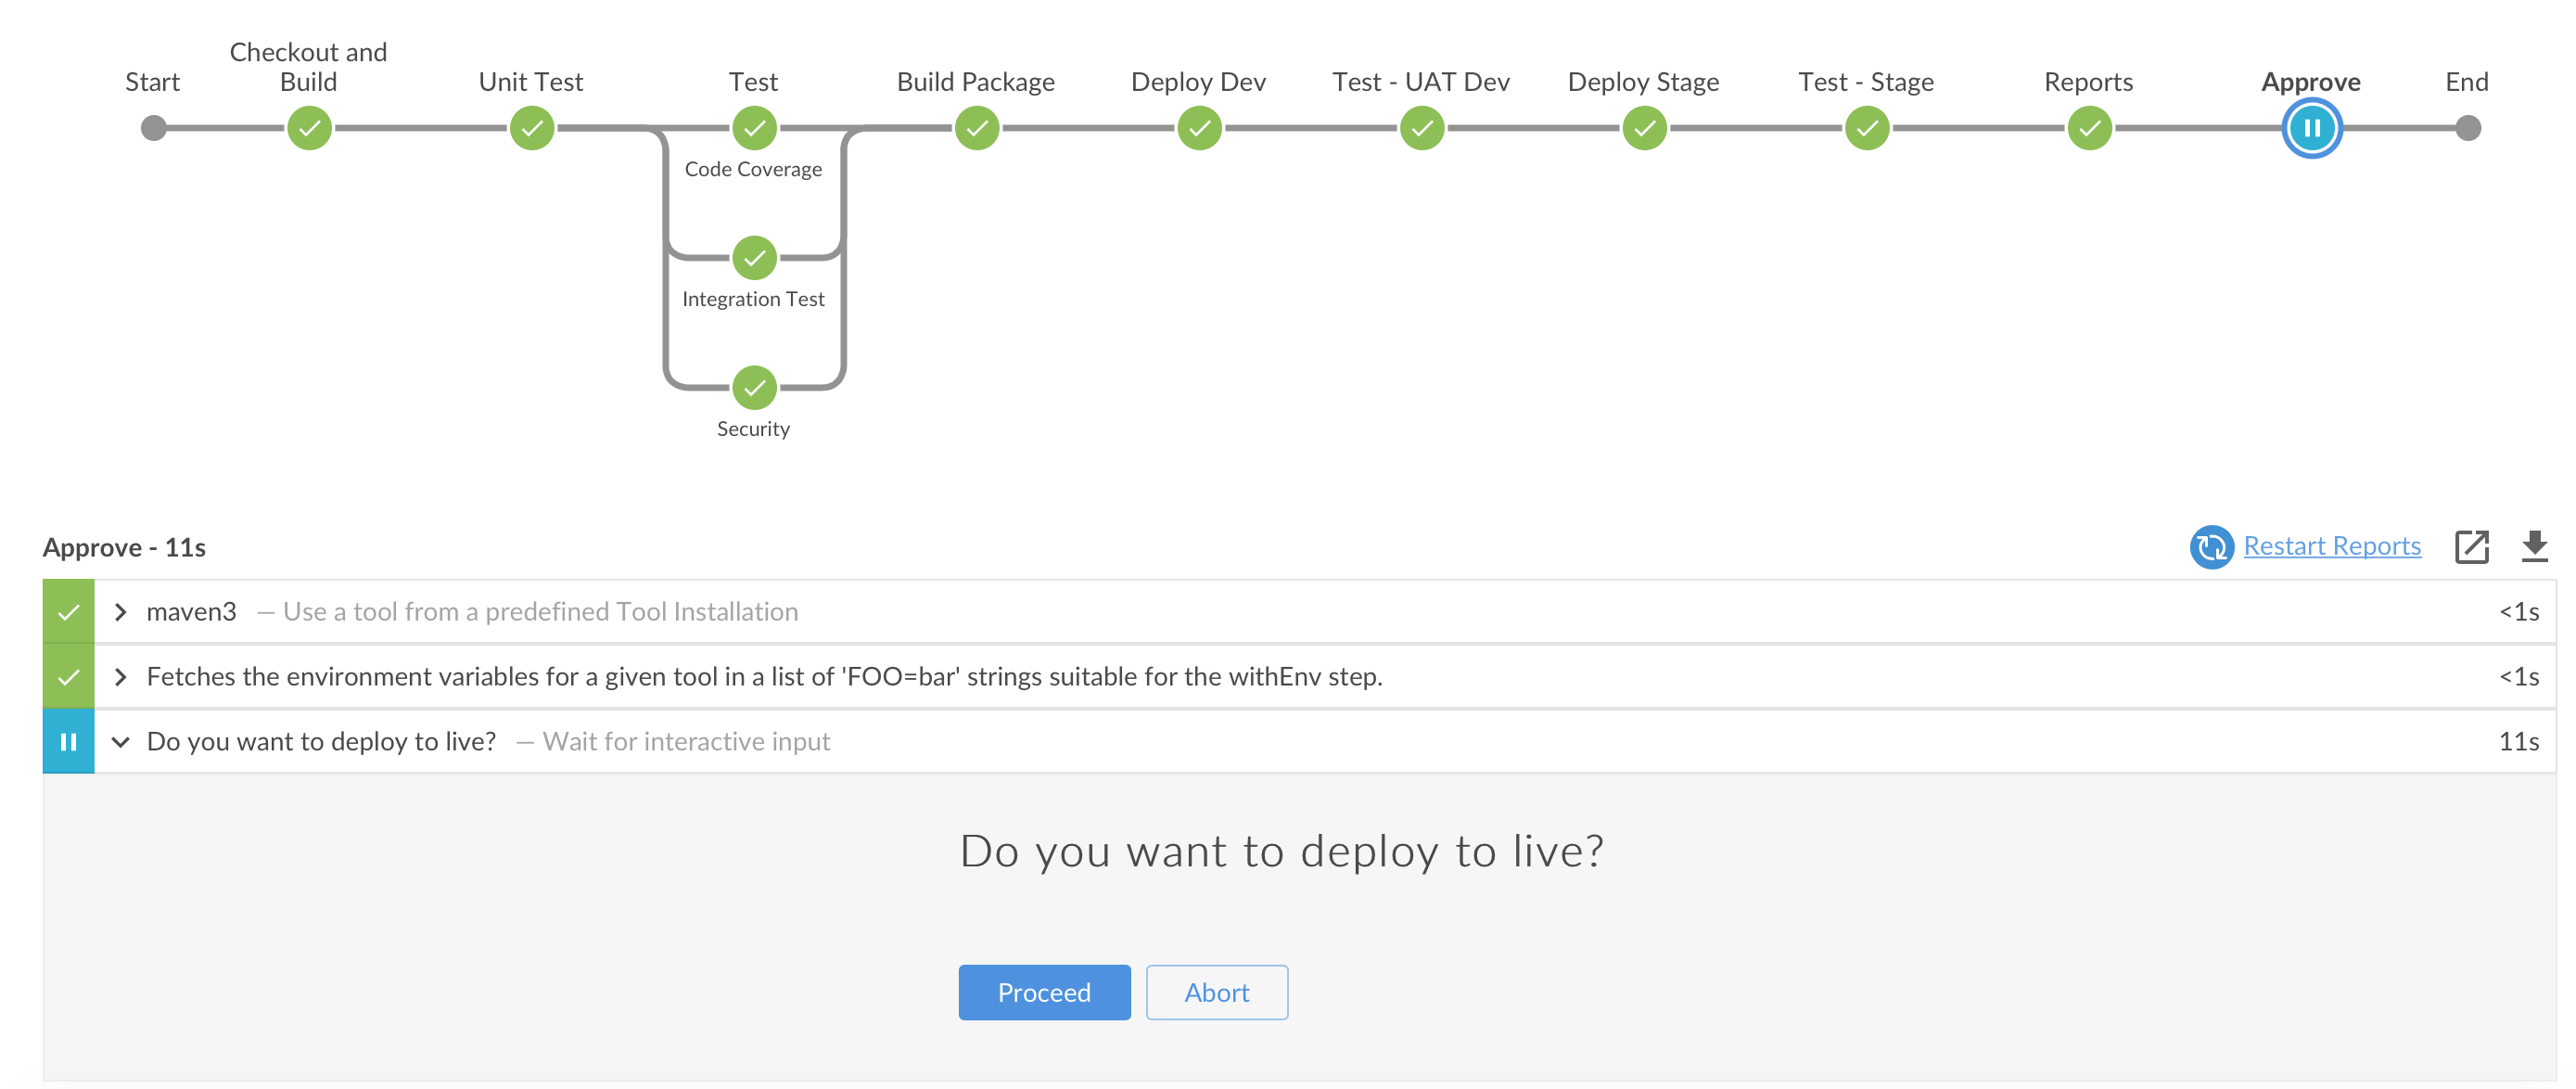 Start
Checkout and
Build
Unit Test
Test
Build Package
Deploy Dev
Test - UAT Dev
Deploy Stage
Test - Stage
Reports
Approve
End
Code Coverage
Integration Test
Security
Approve - 11s
Restart Reports
maven3 — Use a tool from a predefined Tool Installation <1s
Fetches the environment variables for a given tool in a list of 'FOO=bar' strings suitable for the withEnv step. <1s
Do you want to deploy to live? — Wait for interactive input 11s
Do you want to deploy to live?
Proceed Abort